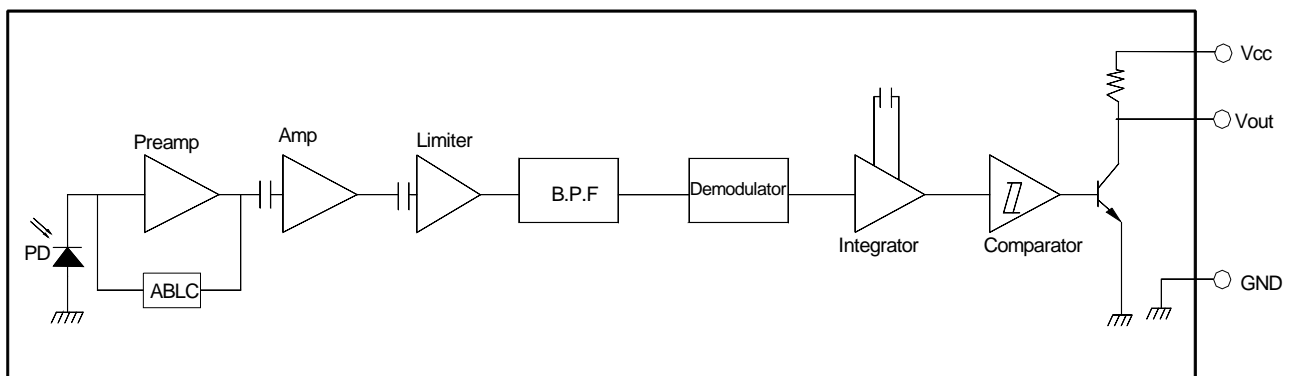 Vcc
Vout
Preamp
Amp
Limiter
B.P.F
Demodulator
Integrator
Comparator
PD
ABLC
GND